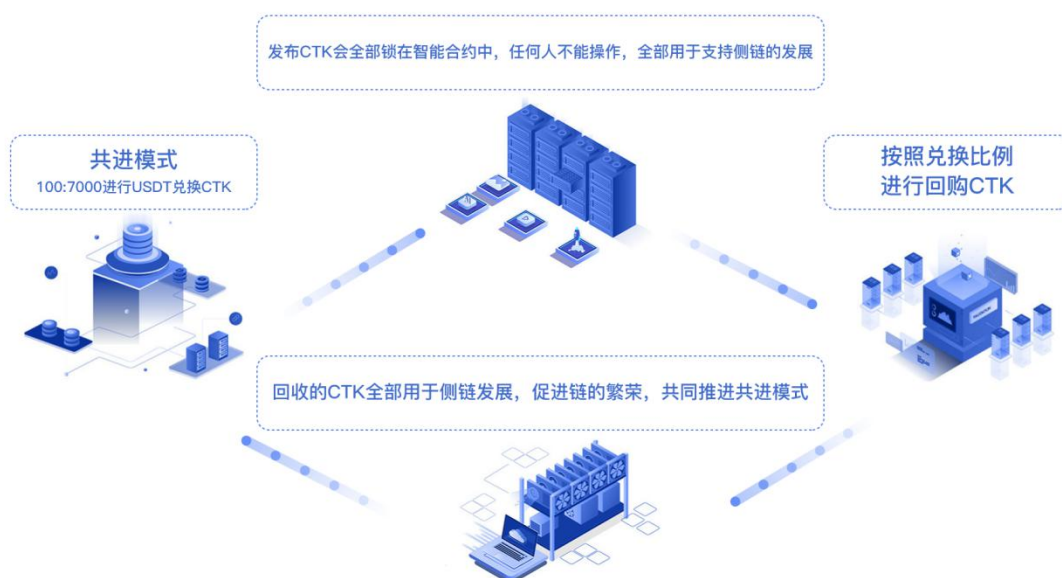 发布CTK会全部锁在智能合约中，任何人不能操作，全部用于支持侧链的发展
共进模式
100:7000进行USDT兑换CTK
按照兑换比例
进行回购CTK
回收的CTK全部用于侧链发展，促进链的繁荣，共同推进共进模式